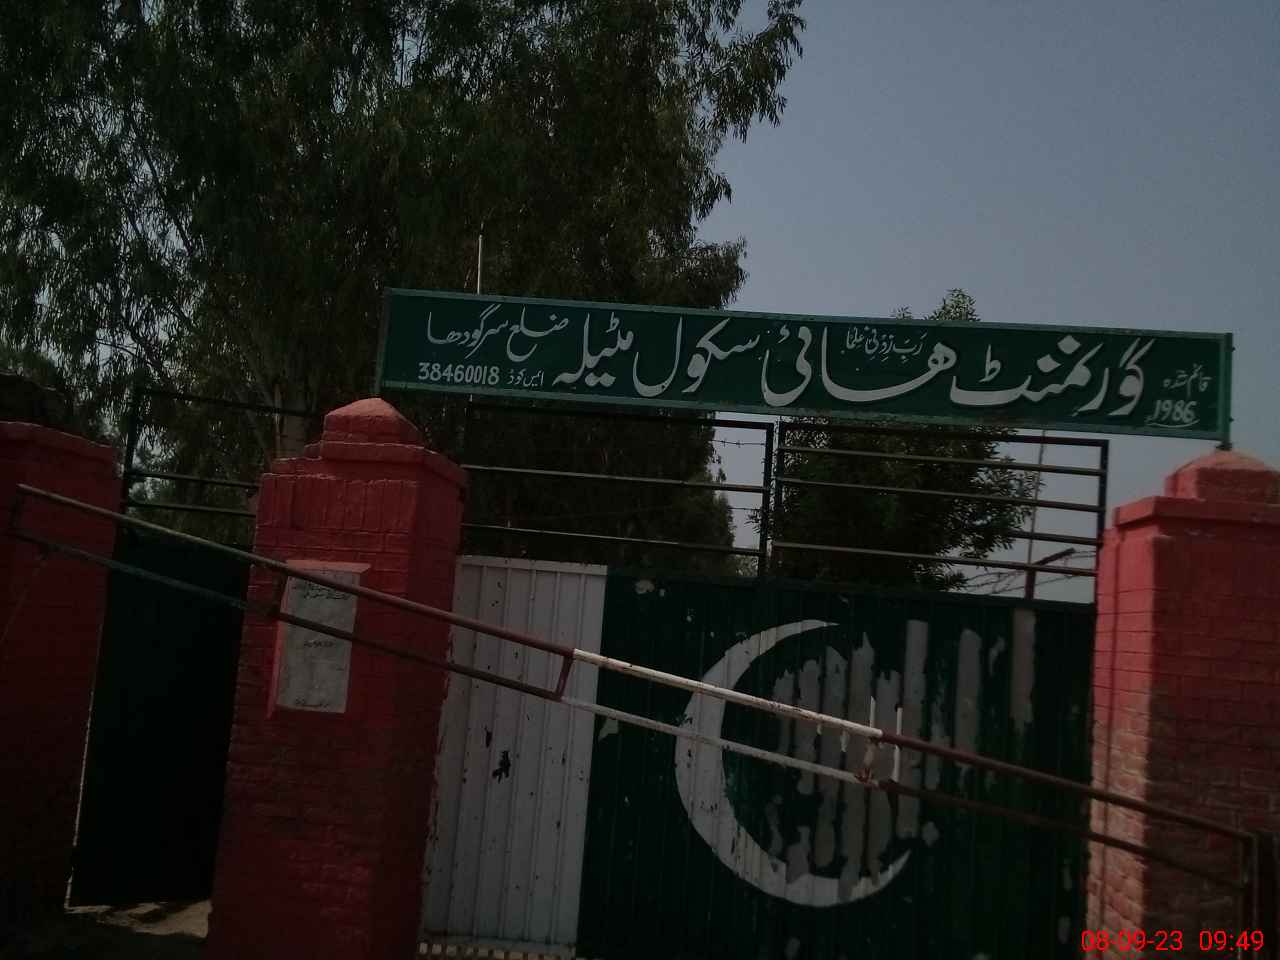 رَبِّ زِدْنِي عِلْمًا
گورنمنٹ ھائی سکول مٹیلہ ضلع سرگودھا
قائم شدہ 1986
ایس کوڈ 38460018
08-09-23 09:49